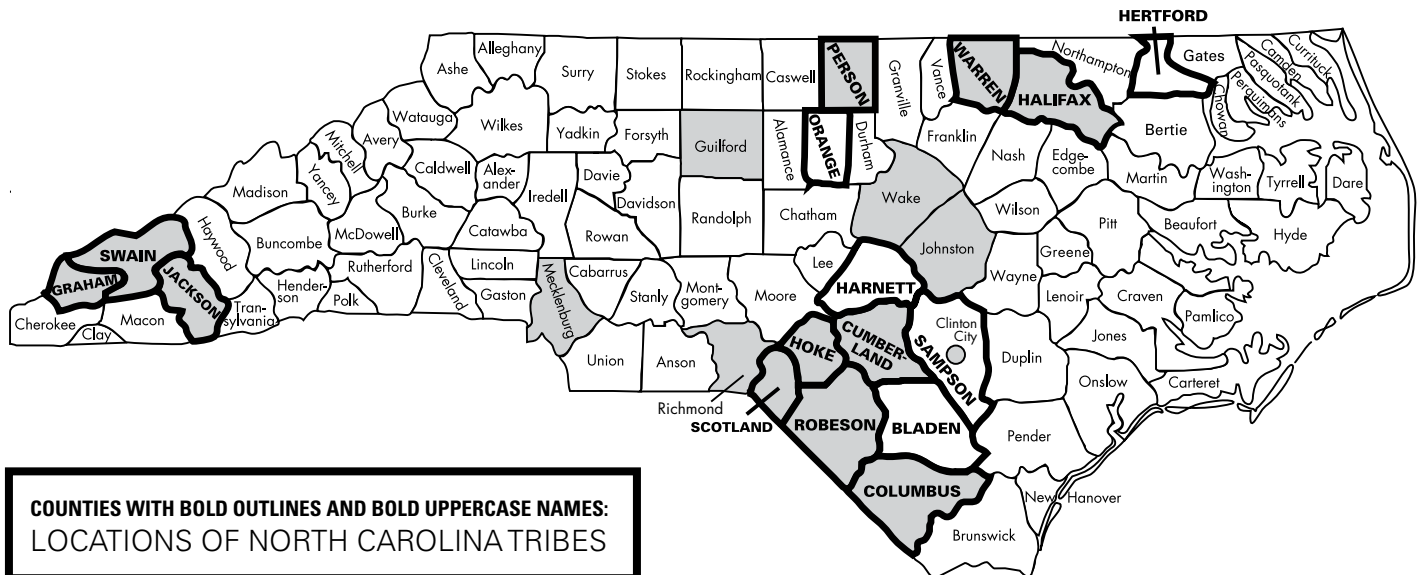 HERTFORD
Alleghany
Ashe
Surry
Stokes
Rockingham
Caswell
PERSON
Granville
Vance
WARREN
Northampton
HALIFAX
Gates
Camden
Currituck
Pasquotank
Perquimans
Chowan
Watauga
Wilkes
Yadkin
Forsyth
Guilford
Alamance
ORANGE
Durham
Franklin
Nash
Edge-
combe
Bertie
Mitchell
Avery
Yancey
Madison
Caldwell
Alex-
ander
Iredell
Davie
Davidson
Randolph
Chatham
Wake
Wilson
Martin
Wash-
ington
Tyrrell
Dare
Haywood
Buncombe
McDowell
Burke
Catawba
Rowan
Lee
Johnston
Greene
Pitt
Beaufort
Hyde
SWAIN
GRAHAM
JACKSON
Rutherford
Cleveland
Lincoln
Gaston
Mecklenburg
Cabarrus
Stanly
Mont-
gomery
Moore
HARNETT
Wayne
Lenoir
Craven
Pamlico
Cherokee
Clay
Macon
Tran-
sylvania
Hender-
son
Polk
Union
Anson
Richmond
HOKE
CUMBER-
LAND
SAMPSON
Clinton
City
Duplin
Jones
Onslow
Carteret
SCOTLAND
ROBESON
BLADEN
Pender
COLUMBUS
New Hanover
Brunswick
COUNTIES WITH BOLD OUTLINES AND BOLD UPPERCASE NAMES:
LOCATIONS OF NORTH CAROLINA TRIBES